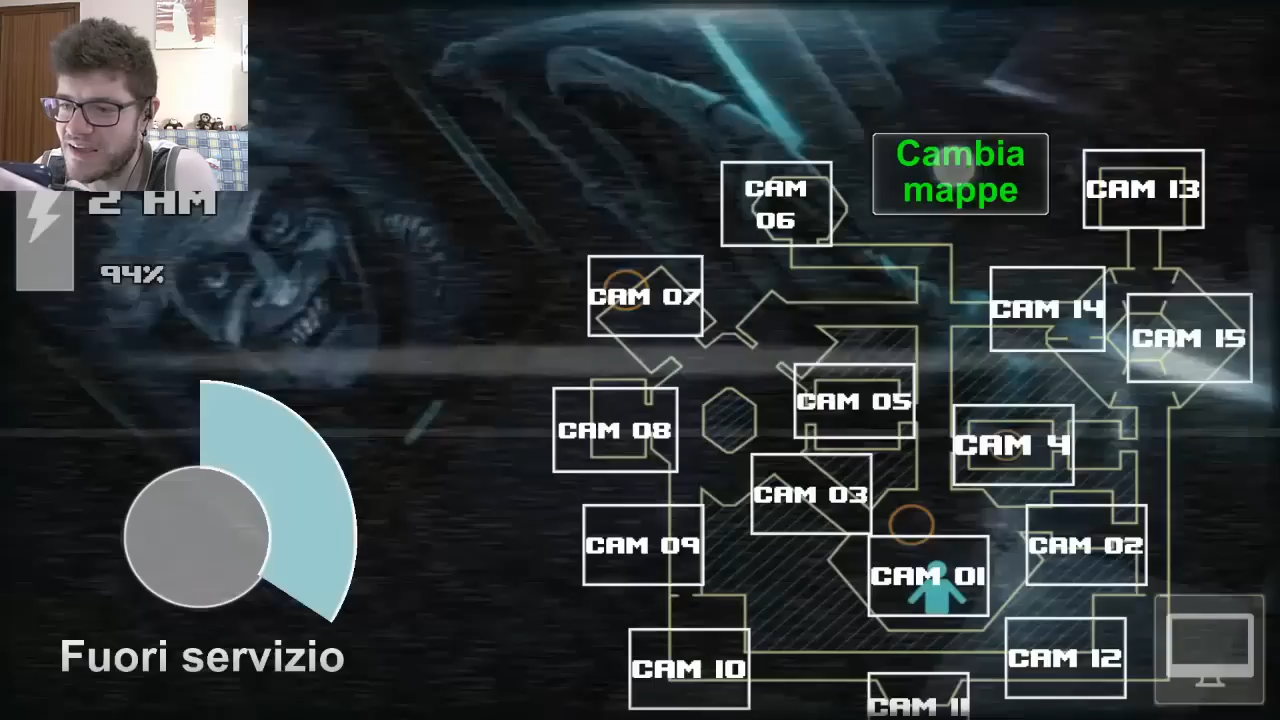 2 AM
94%
Cambia
mappe
CAM
06
CAM 13
CAM 07
CAM 14
CAM 15
CAM 05
CAM 08
CAM 4
CAM 03
CAM 09
CAM 02
CAM 01
Fuori servizio
CAM 10
CAM 12
CAM 11